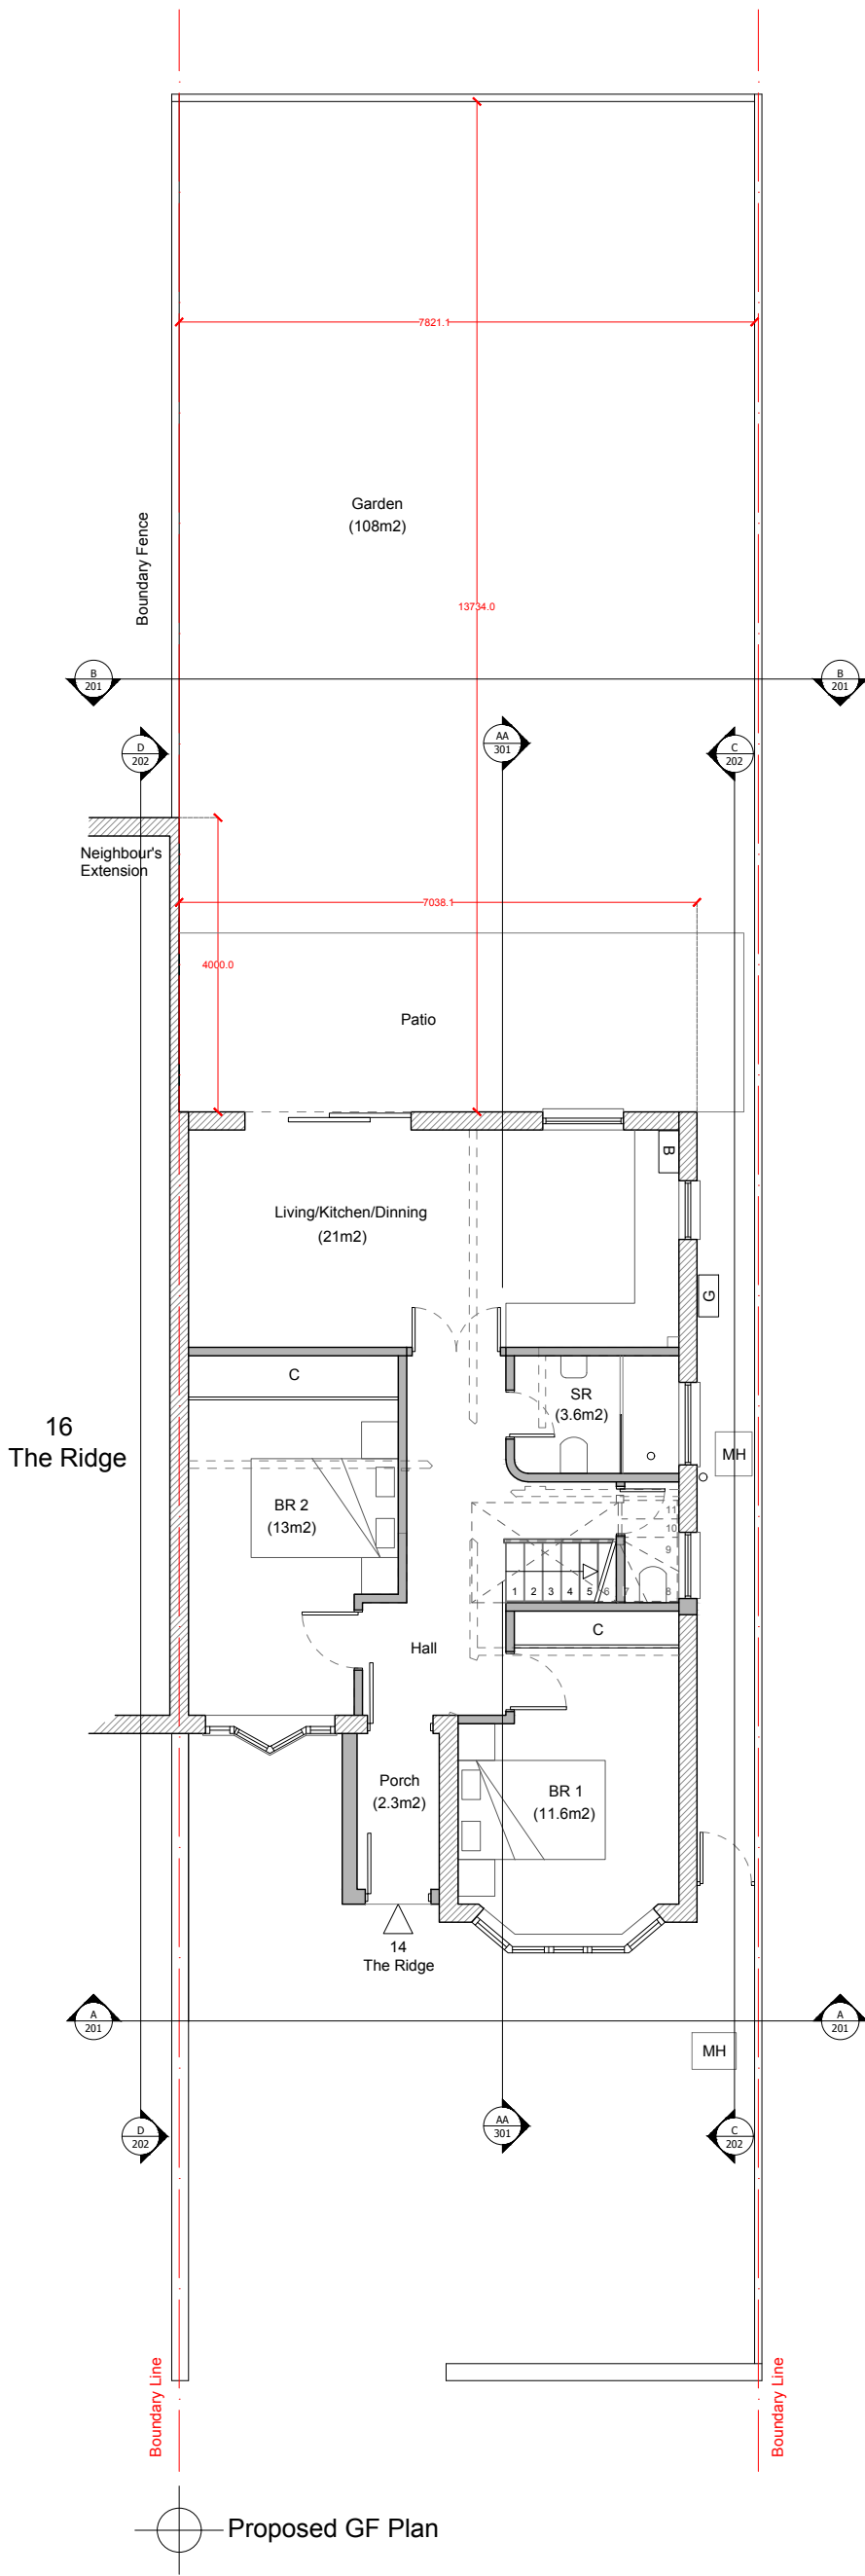 7821.1
Garden
(108m2)
Boundary Fence
13734.0
B
201
B
201
D
202
AA
301
C
202
Neighbour's
Extension
7038.1
4000.0
Patio
B
Living/Kitchen/Dinning
(21m2)
G
C
SR
(3.6m2)
16
The Ridge
MH
BR 2
(13m2)
11
10
9
1 2 3 4 5 6 7 8
Hall
C
Porch
(2.3m2)
BR 1
(11.6m2)
14
The Ridge
A
201
A
201
MH
D
202
AA
301
C
202
Boundary Line
Boundary Line
Proposed GF Plan